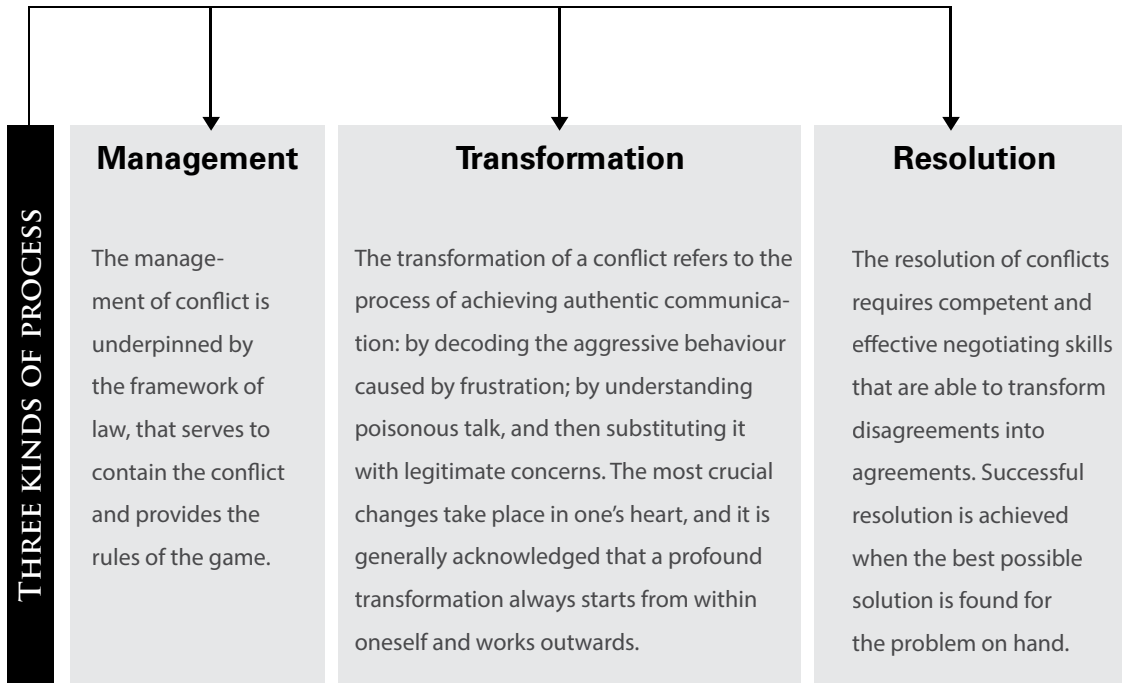 THREE KINDS OF PROCESS
Management
The manage-
ment of conflict is
underpinned by
the framework of
law, that serves to
contain the conflict
and provides the
rules of the game.
Transformation
The transformation of a conflict refers to the
process of achieving authentic communica-
tion: by decoding the aggressive behaviour
caused by frustration; by understanding
poisonous talk, and then substituting it
with legitimate concerns. The most crucial
changes take place in one’s heart, and it is
generally acknowledged that a profound
transformation always starts from within
oneself and works outwards.
Resolution
The resolution of conflicts
requires competent and
effective negotiating skills
that are able to transform
disagreements into
agreements. Successful
resolution is achieved
when the best possible
solution is found for
the problem on hand.